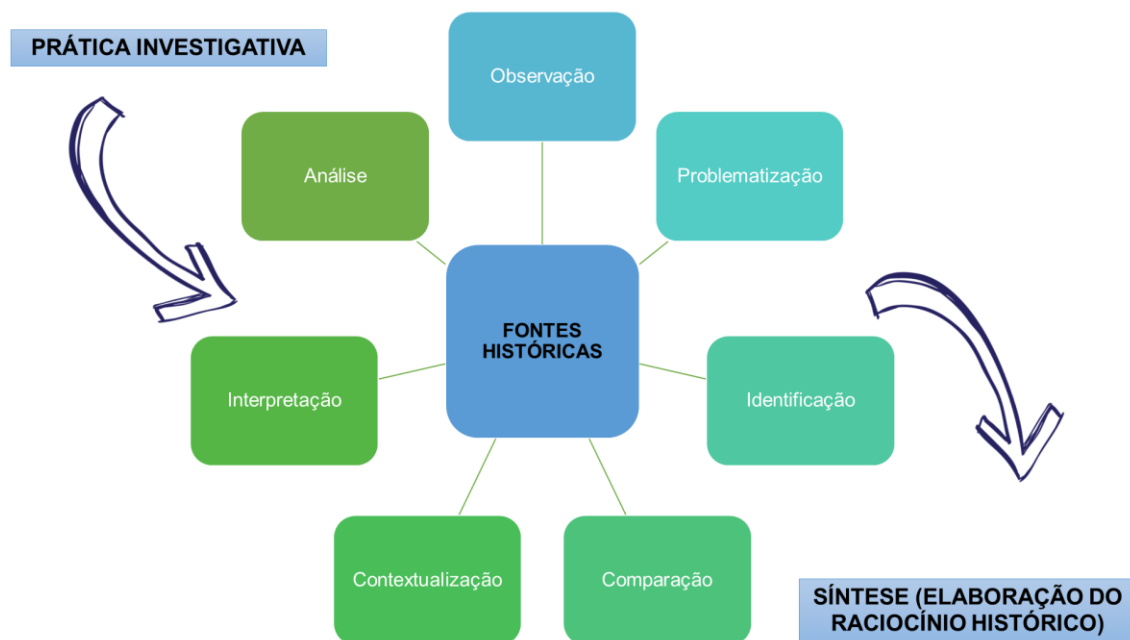 PRÁTICA INVESTIGATIVA
Observação
Problematização
Análise
FONTES
HISTÓRICAS
Identificação
Interpretação
Comparação
Contextualização
SÍNTESE (ELABORAÇÃO DO
RACIOCÍNIO HISTÓRICO)